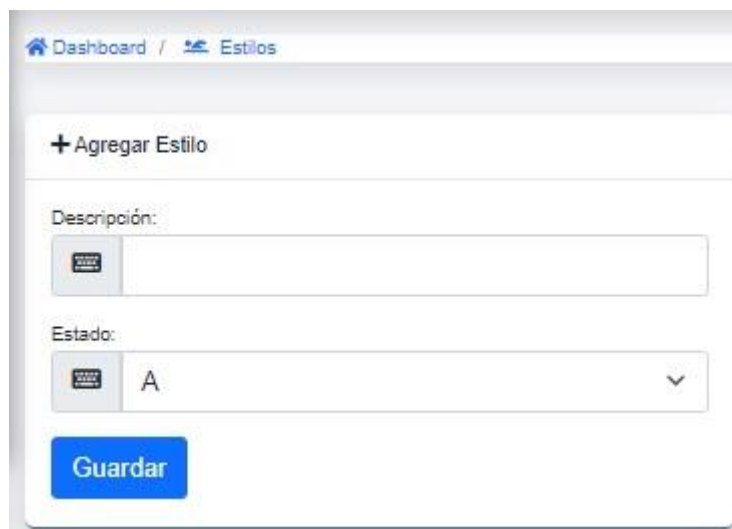 Dashboard / Estilos
Agregar Estilo
Descripción:
Estado:
A
Guardar